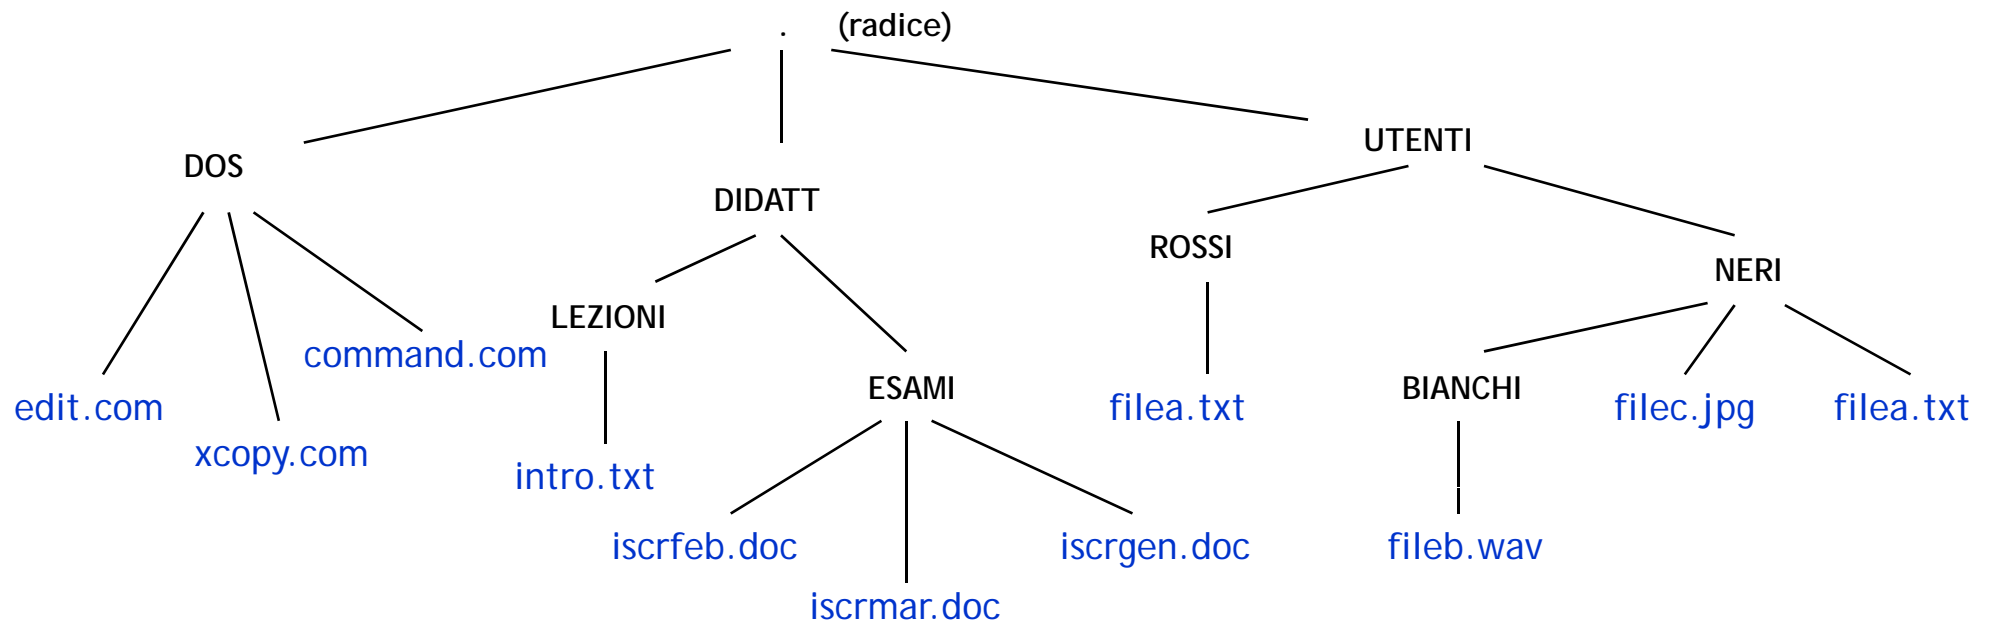 . (radice)
UTENTI
DOS
DIDATT
ROSSI
NERI
LEZIONI
command.com
ESAMI
BIANCHI
edit.com
filea.txt
filec.jpg
filea.txt
xcopy.com
intro.txt
iscrfeb.doc
iscrgen.doc
fileb.wav
iscrmar.doc